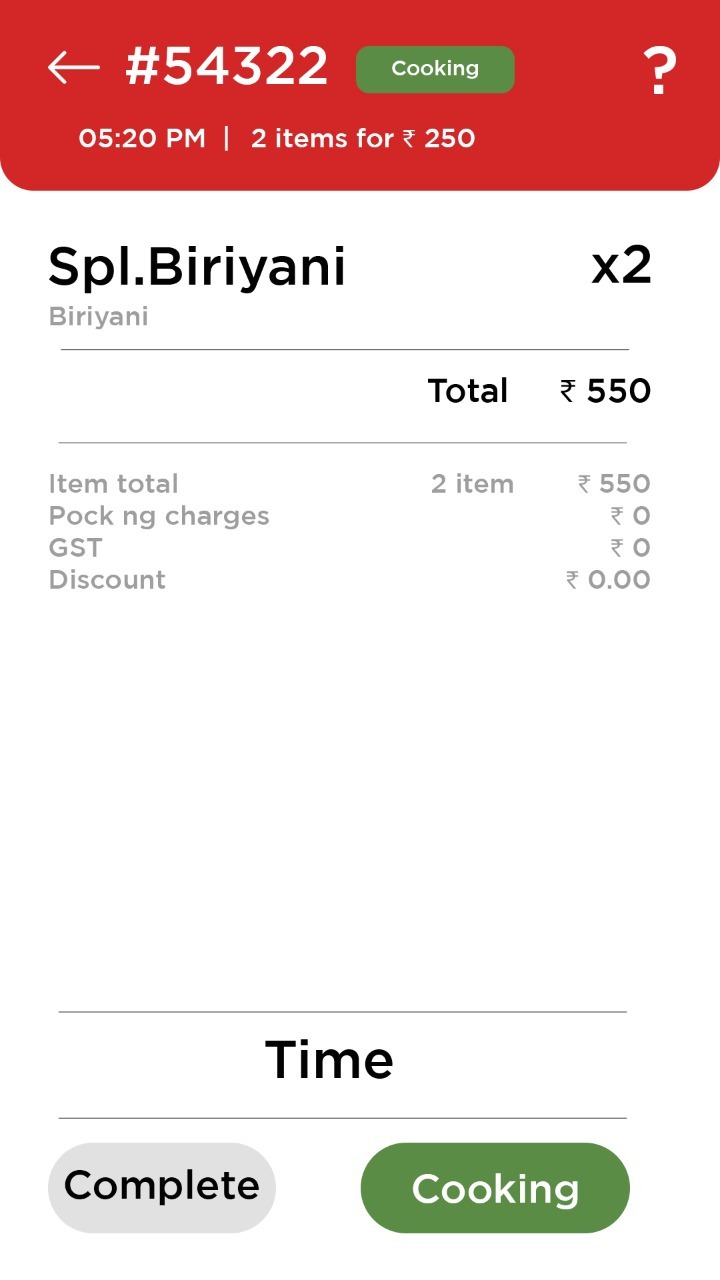 ← #54322 Cooking ?
05:20 PM | 2 items for ₹ 250
Spl.Biriyani x2
Biriyani
Total ₹ 550
Item total 2 item ₹ 550
Pock ng charges ₹ 0
GST ₹ 0
Discount ₹ 0.00
Time
Complete Cooking